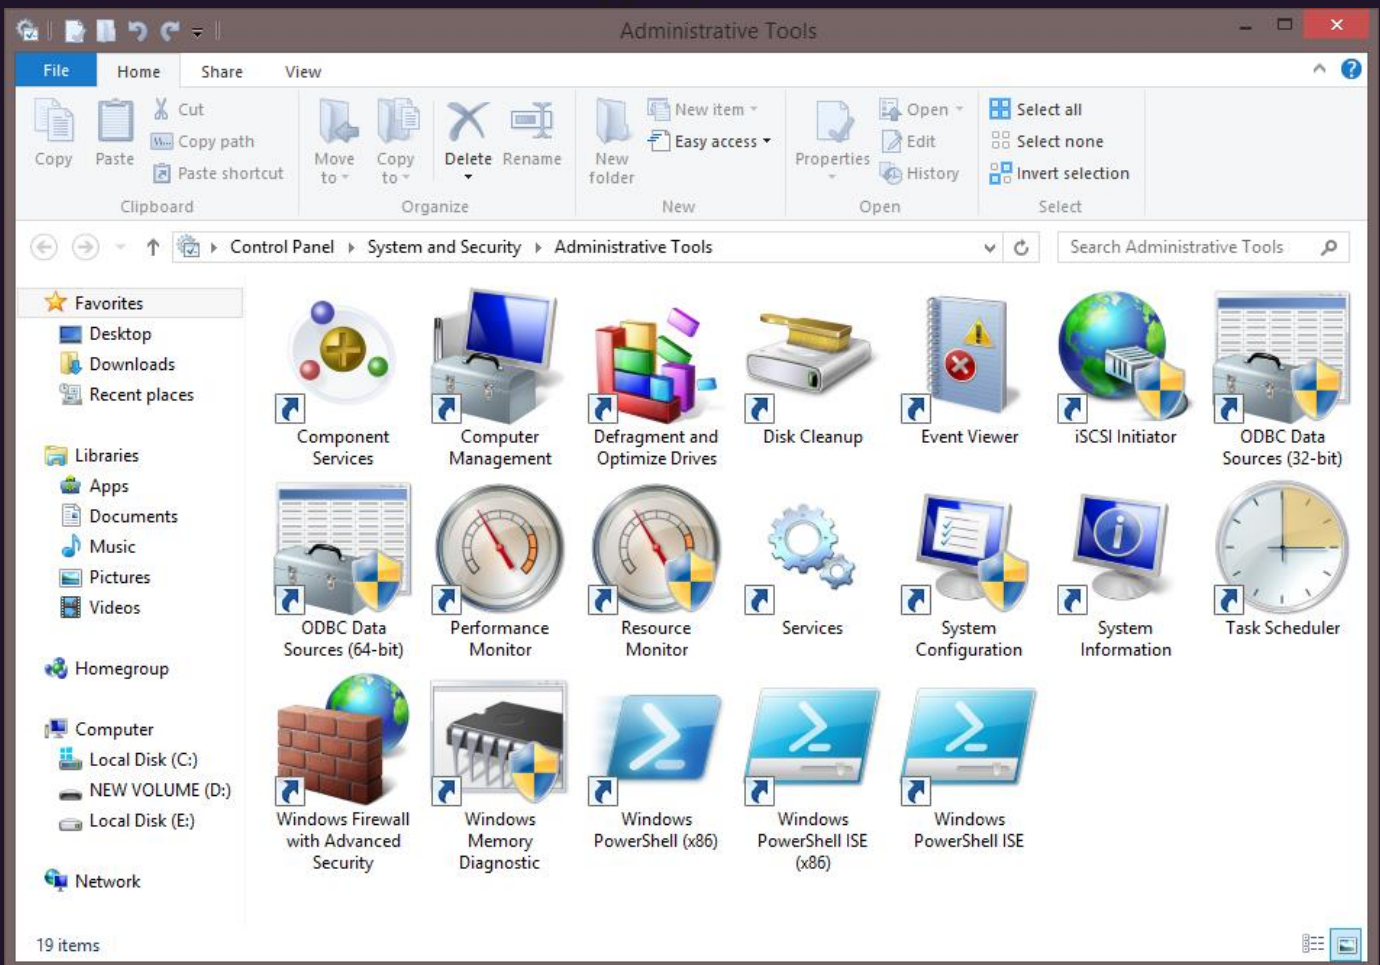 Administrative Tools
File Home Share View
Copy
Paste
Cut
Copy path
Paste shortcut
Clipboard
Move to
Copy to
Delete
Rename
Organize
New folder
New item
Easy access
New
Properties
Open
Edit
History
Open
Select all
Select none
Invert selection
Select
Control Panel System and Security Administrative Tools
Search Administrative Tools
Favorites
Desktop
Downloads
Recent places
Libraries
Apps
Documents
Music
Pictures
Videos
Homegroup
Computer
Local Disk (C:)
NEW VOLUME (D:)
Local Disk (E:)
Network
Component
Services
Computer
Management
Defragment and
Optimize Drives
Disk Cleanup
Event Viewer
iSCSI Initiator
ODBC Data
Sources (32-bit)
ODBC Data
Sources (64-bit)
Performance
Monitor
Resource
Monitor
Services
System
Configuration
System
Information
Task Scheduler
Windows Firewall
with Advanced
Security
Windows
Memory
Diagnostic
Windows
PowerShell (x86)
Windows
PowerShell ISE
(x86)
Windows
PowerShell ISE
19 items